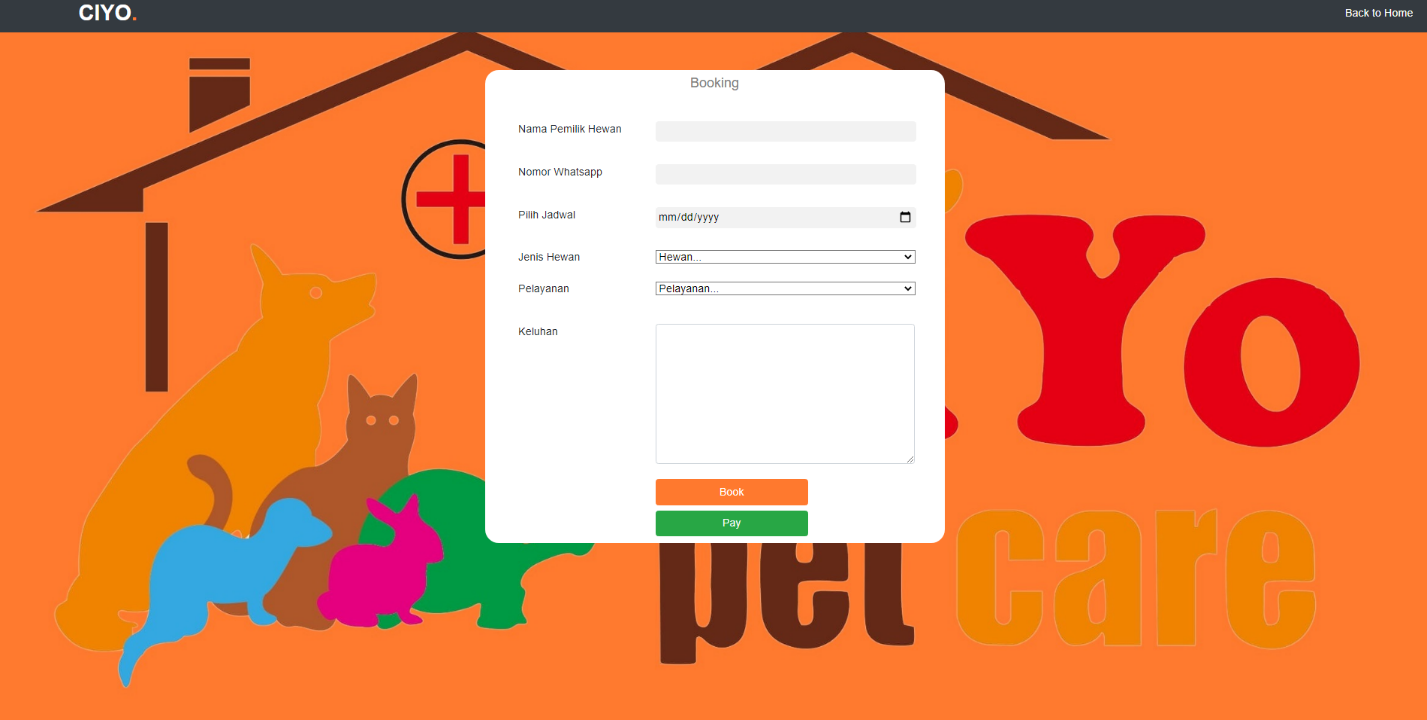 CIYO.
Back to Home
Booking
Nama Pemilik Hewan
Nomor Whatsapp
Pilih Jadwal
mm/dd/yyyy
Jenis Hewan
Hewan...
Pelayanan
Pelayanan...
Keluhan
Book
Pay
Yo
pet care